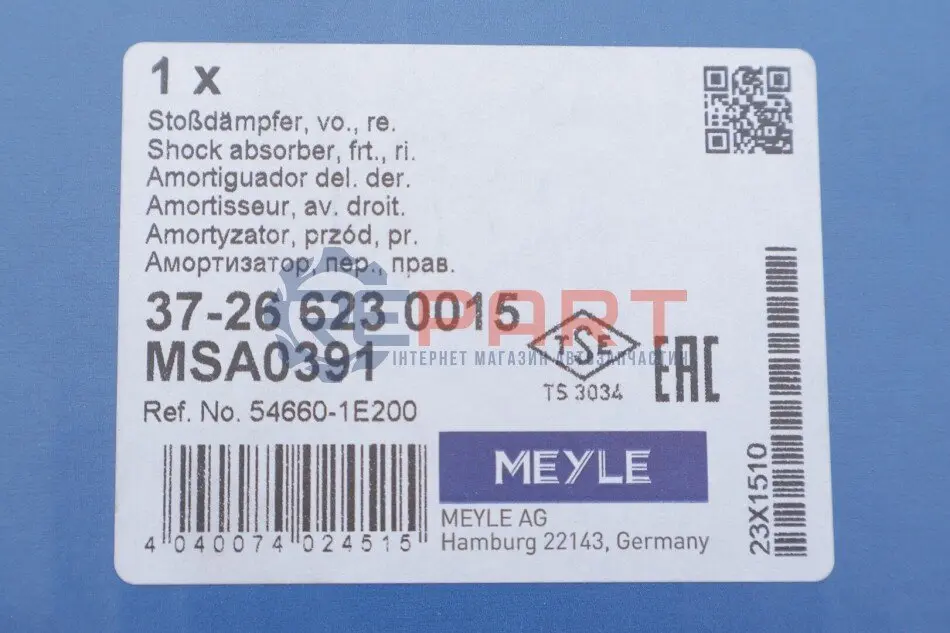 1 x
Stoßdämpfer, vo., re.
Shock absorber, frt., ri.
Amortiguador del. der.
Amortisseur, av. droit.
Amortyzator, przód, pr.
Амортизатор, пер., прав.
37-26 623 0015
EPART
MSA0391
ІНТЕРНЕТ МАГАЗИН АВТОЗАПЧАСТИН
TSE
EAC
TS 3034
Ref. No. 54660-1E200
MEYLE
MEYLE AG
Hamburg 22143, Germany
4 040074 024515
23X1510